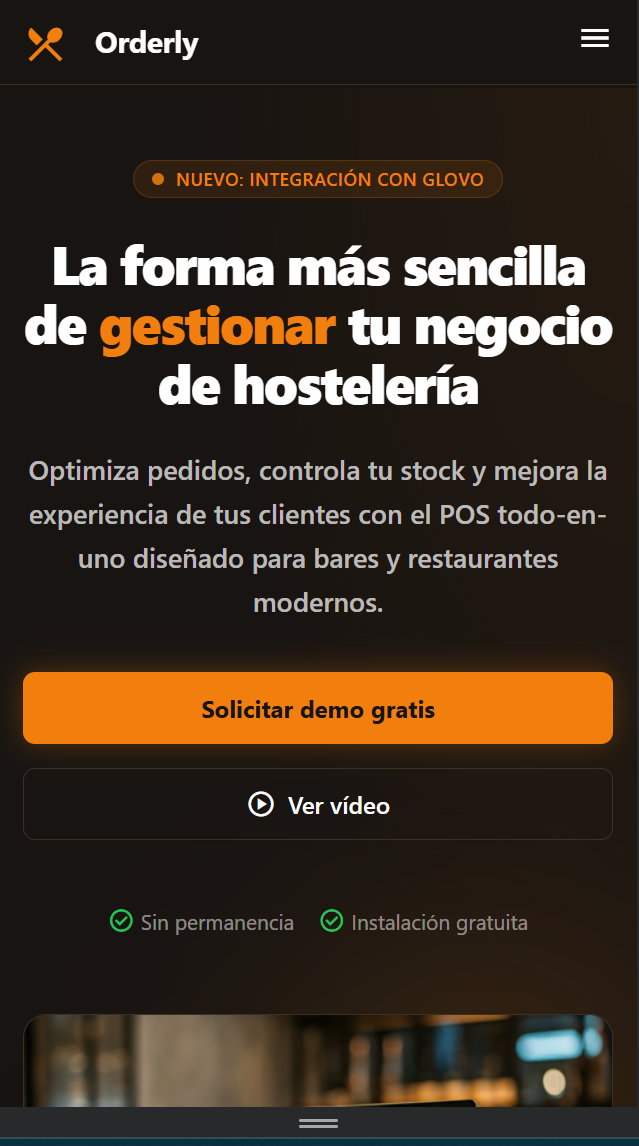 Orderly
NUEVO: INTEGRACIÓN CON GLOVO
La forma más sencilla
de gestionar tu negocio
de hostelería
Optimiza pedidos, controla tu stock y mejora la
experiencia de tus clientes con el POS todo-en-
uno diseñado para bares y restaurantes
modernos.
Solicitar demo gratis
Ver vídeo
Sin permanencia
Instalación gratuita